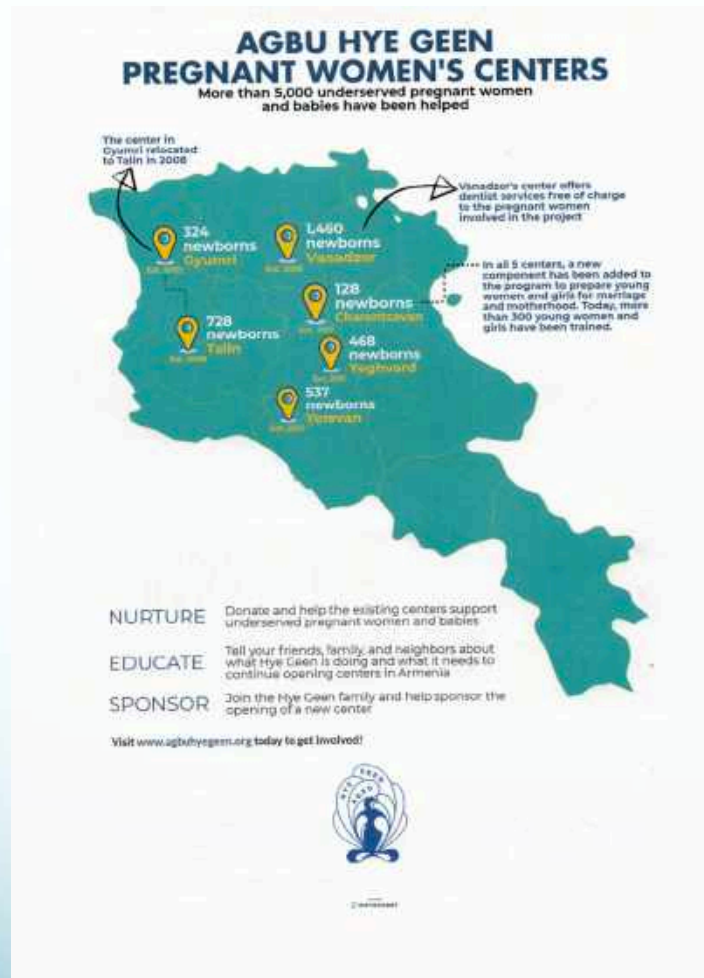 AGBU HYE GEEN
PREGNANT WOMEN'S CENTERS
More than 5,000 underserved pregnant women
and babies have been helped
The center in
Gyumri relocated
to Talin in 2008
Vanadzor's center offers
dentist services free of charge
to the pregnant women
involved in the project
324
newborns
Gyumri
1,460
newborns
Vanadzor
In all 5 centers, a new
component has been added to
the program to prepare young
women and girls for marriage
and motherhood. Today, more
than 300 young women and
girls have been trained.
128
newborns
Charentsavan
728
newborns
Talin
468
newborns
Yeghvard
537
newborns
Yerevan
NURTURE
Donate and help the existing centers support
underserved pregnant women and babies
EDUCATE
Tell your friends, family, and neighbors about
what Hye Geen is doing and what it needs to
continue opening centers in Armenia
SPONSOR
Join the Hye Geen family and help sponsor the
opening of a new center
Visit www.agbuhyegeen.org today to get involved!
HYE GEEN
AGBU